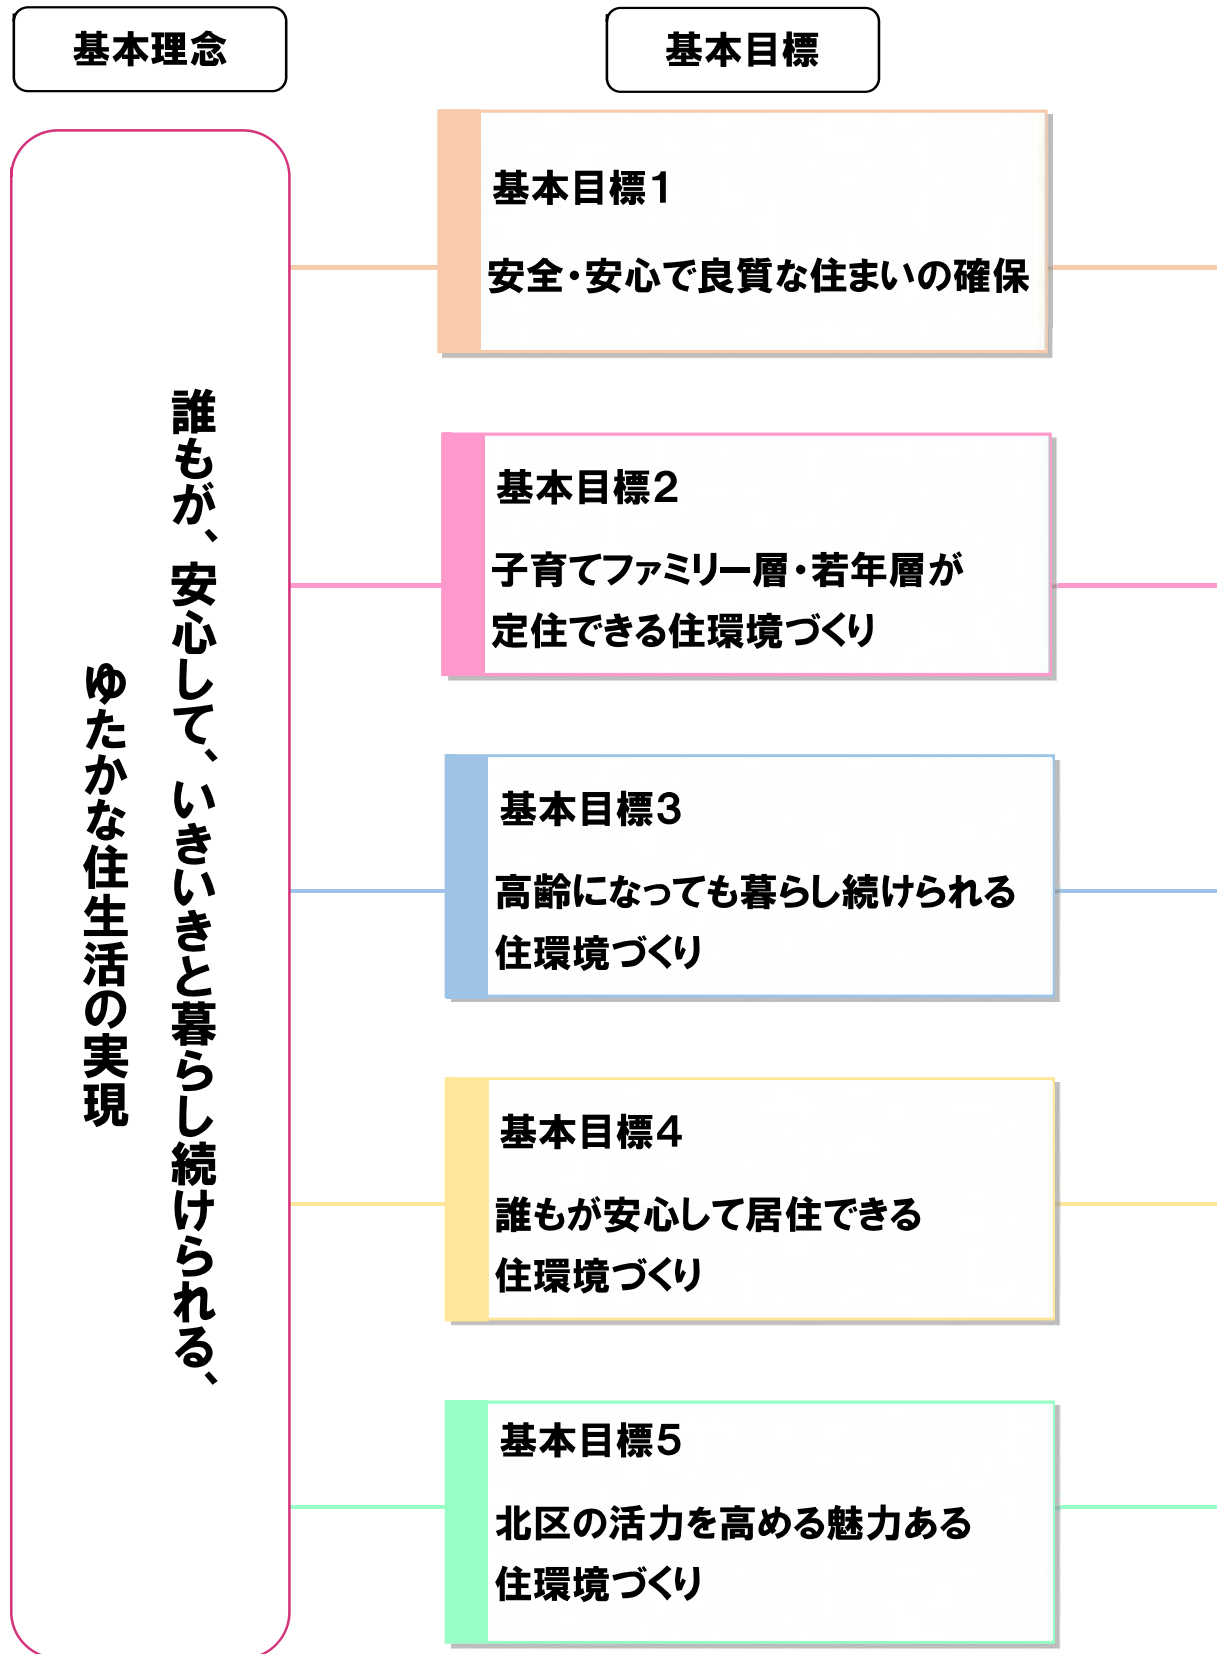 基本理念
基本目標
誰もが、安心して、いきいきと暮らし続けられる、
ゆたかな住生活の実現
基本目標1
安全・安心で良質な住まいの確保
基本目標2
子育てファミリー層・若年層が
定住できる住環境づくり
基本目標3
高齢になっても暮らし続けられる
住環境づくり
基本目標4
誰もが安心して居住できる
住環境づくり
基本目標5
北区の活力を高める魅力ある
住環境づくり